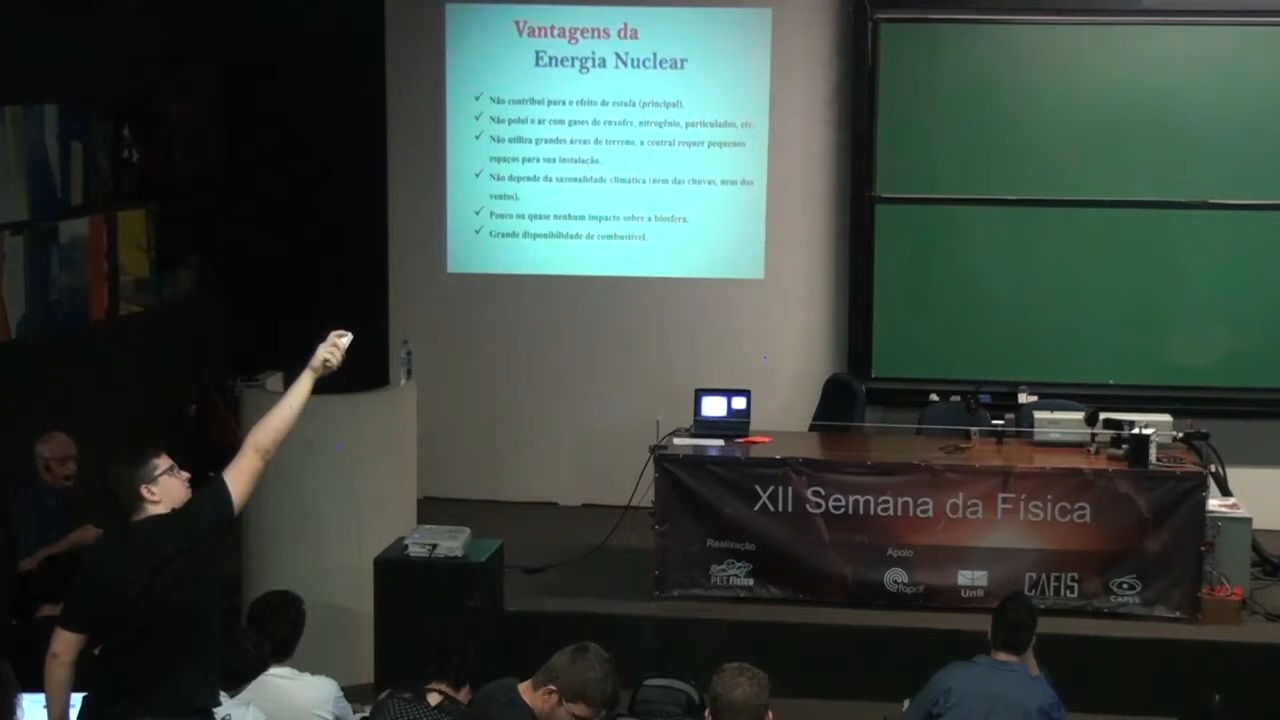 Vantagens da
Energia Nuclear
✓ Não contribui para o efeito de estufa (principal).
✓ Não polui o ar com gases de enxofre, nitrogênio, particulados, etc.
✓ Não utiliza grandes áreas de terreno, a central requer pequenos
espaços para sua instalação.
✓ Não depende da sazonalidade climática (nem das chuvas, nem dos
ventos).
✓ Pouco ou quase nenhum impacto sobre a biosfera.
✓ Grande disponibilidade de combustível.
XII Semana da Física
Realização
Apoio
PET Física
fapdf
UnB
CAFIS
CAPES